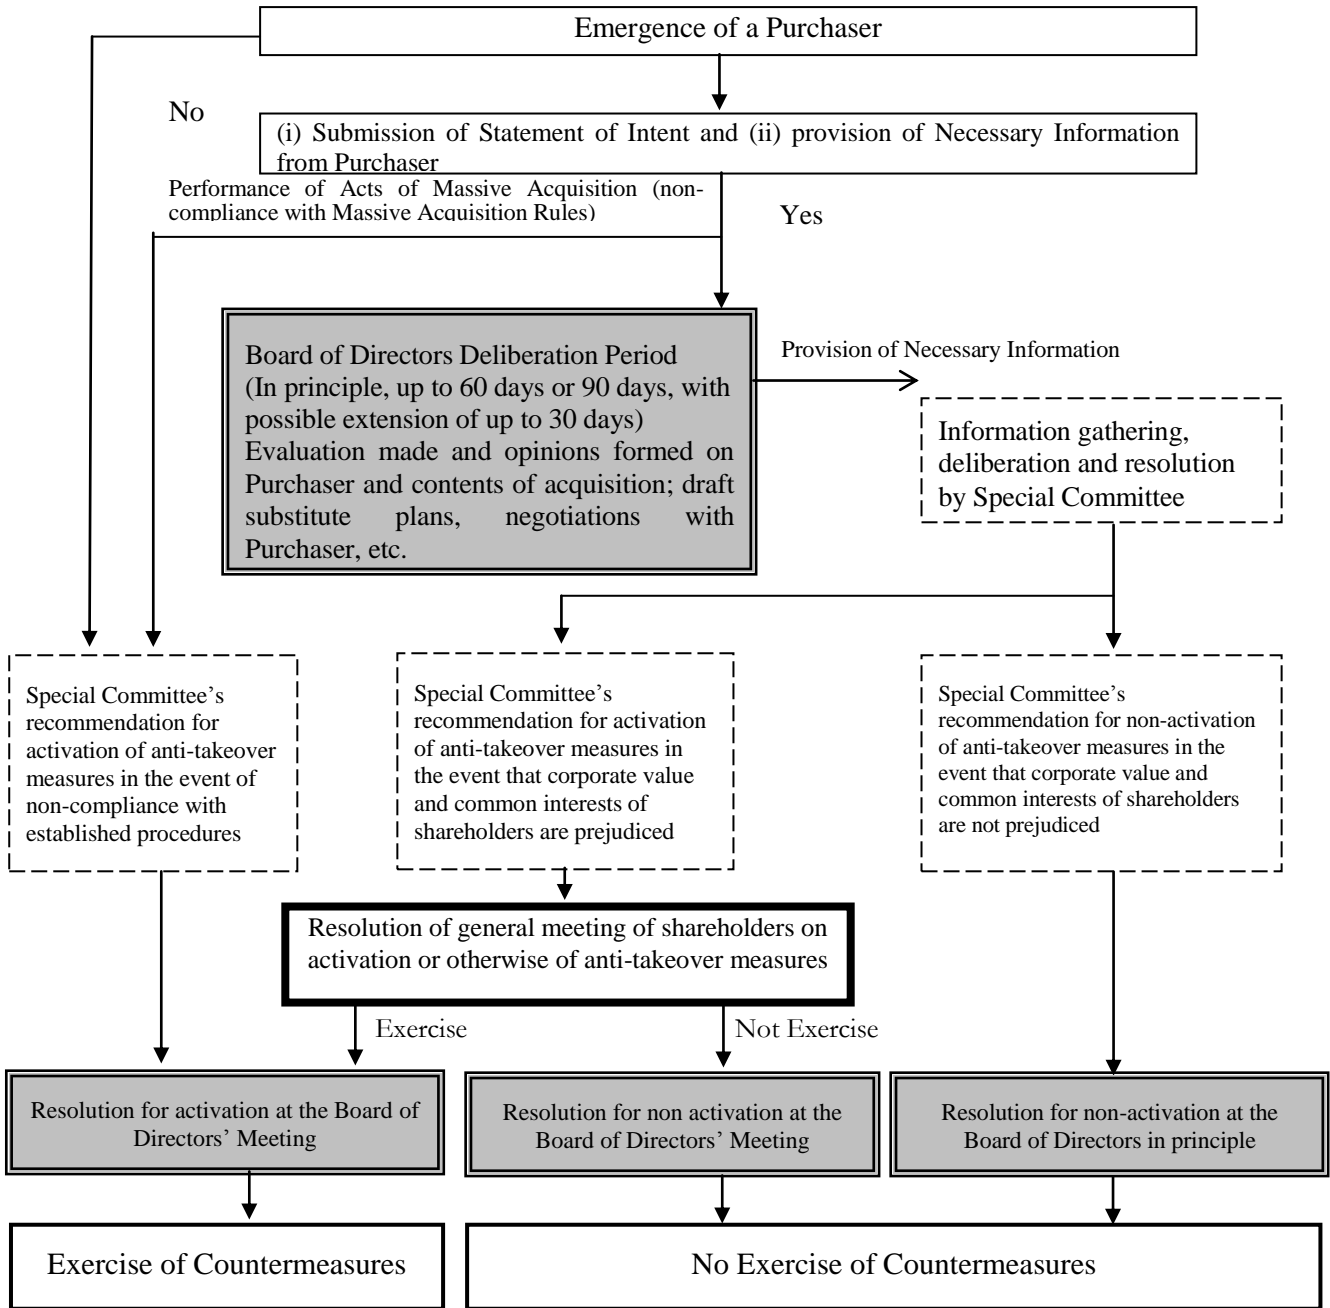 Emergence of a Purchaser
No
(i) Submission of Statement of Intent and (ii) provision of Necessary Information
from Purchaser
Performance of Acts of Massive Acquisition (non-
compliance with Massive Acquisition Rules)
Yes
Board of Directors Deliberation Period
(In principle, up to 60 days or 90 days, with
possible extension of up to 30 days)
Evaluation made and opinions formed on
Purchaser and contents of acquisition; draft
substitute plans, negotiations with
Purchaser, etc.
Provision of Necessary Information
Information gathering,
deliberation and resolution
by Special Committee
Special Committee’s
recommendation for
activation of anti-takeover
measures in the event of
non-compliance with
established procedures
Special Committee’s
recommendation for activation
of anti-takeover measures in
the event that corporate value
and common interests of
shareholders are prejudiced
Special Committee’s
recommendation for non-activation
of anti-takeover measures in the
event that corporate value and
common interests of shareholders
are not prejudiced
Resolution of general meeting of shareholders on
activation or otherwise of anti-takeover measures
Exercise
Not Exercise
Resolution for activation at the Board of
Directors’ Meeting
Resolution for non activation at the
Board of Directors’ Meeting
Resolution for non-activation at the
Board of Directors in principle
Exercise of Countermeasures
No Exercise of Countermeasures